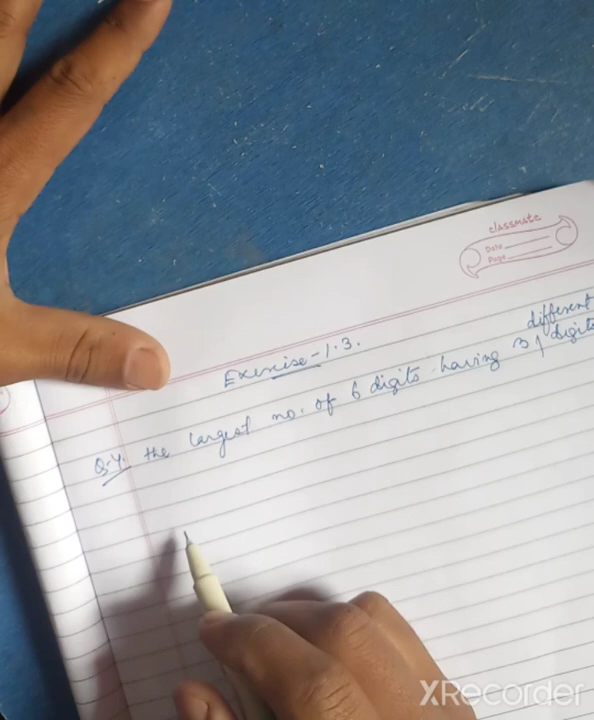 classmate
Date
Page
Exercise - 1.3.
different
Q.4. the largest no. of 6 digits having 3 digits
XRecorder